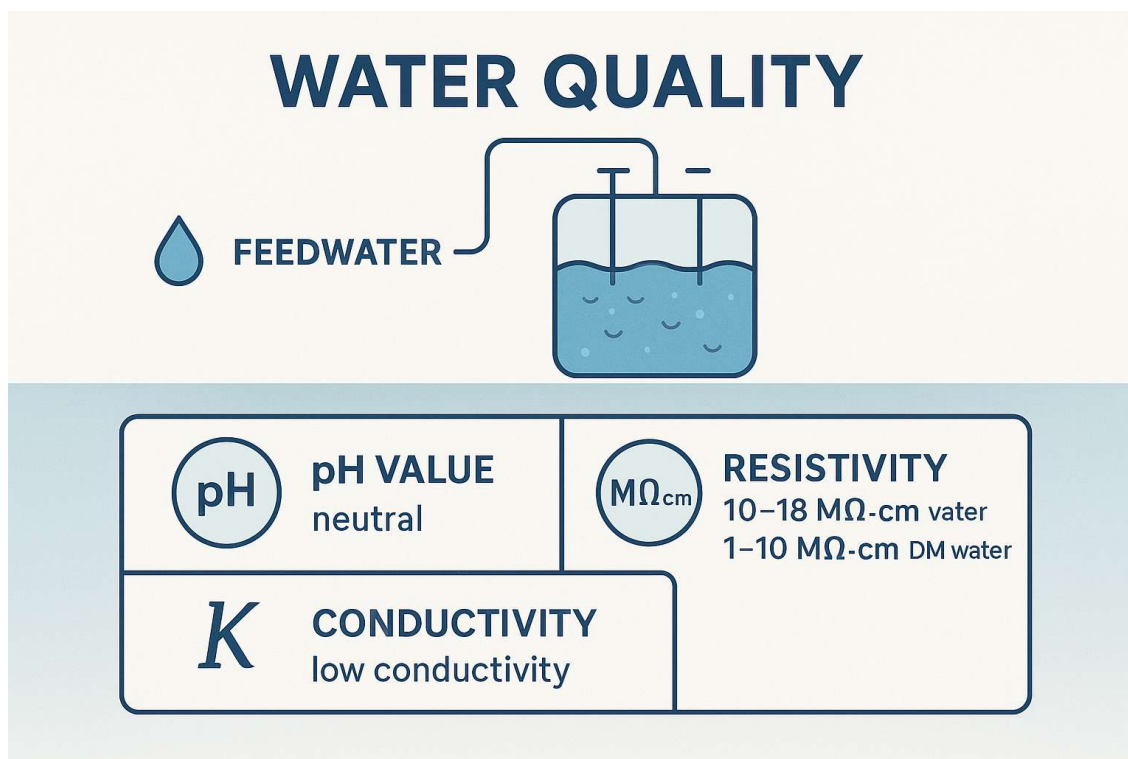 WATER QUALITY
FEEDWATER
pH
pH VALUE
neutral
MΩcm
RESISTIVITY
10–18 MΩ-cm vater
1–10 MΩ-cm DM water
K
CONDUCTIVITY
low conductivity